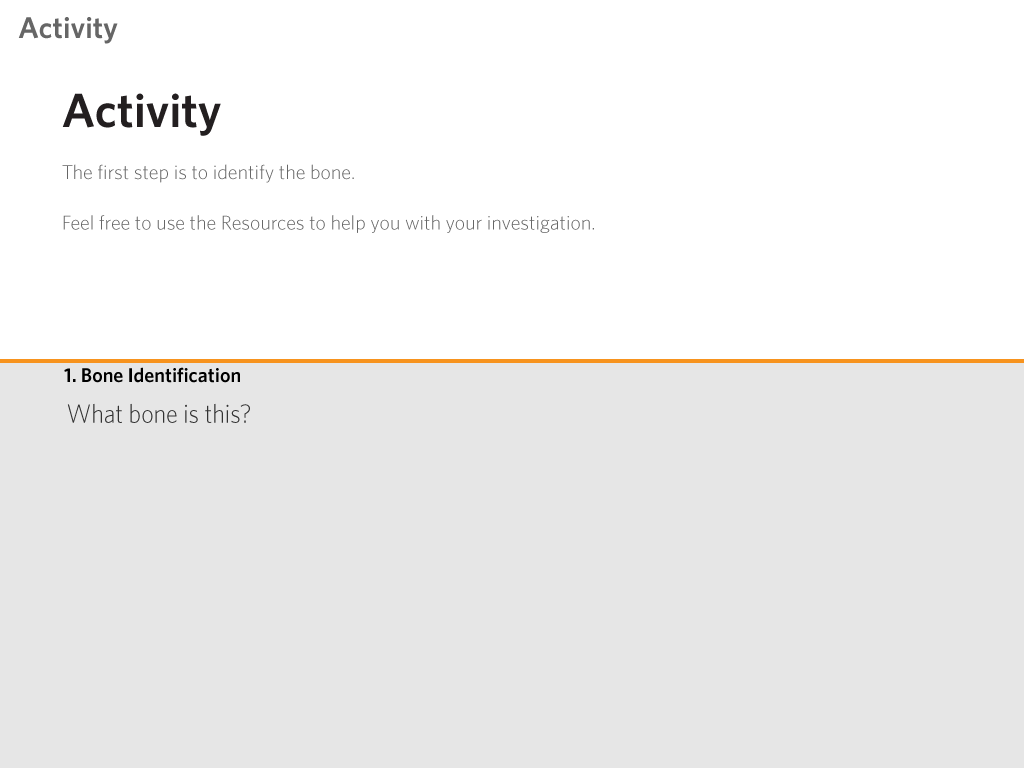 Activity
Activity
The first step is to identify the bone.
Feel free to use the Resources to help you with your investigation.
1. Bone Identification
What bone is this?